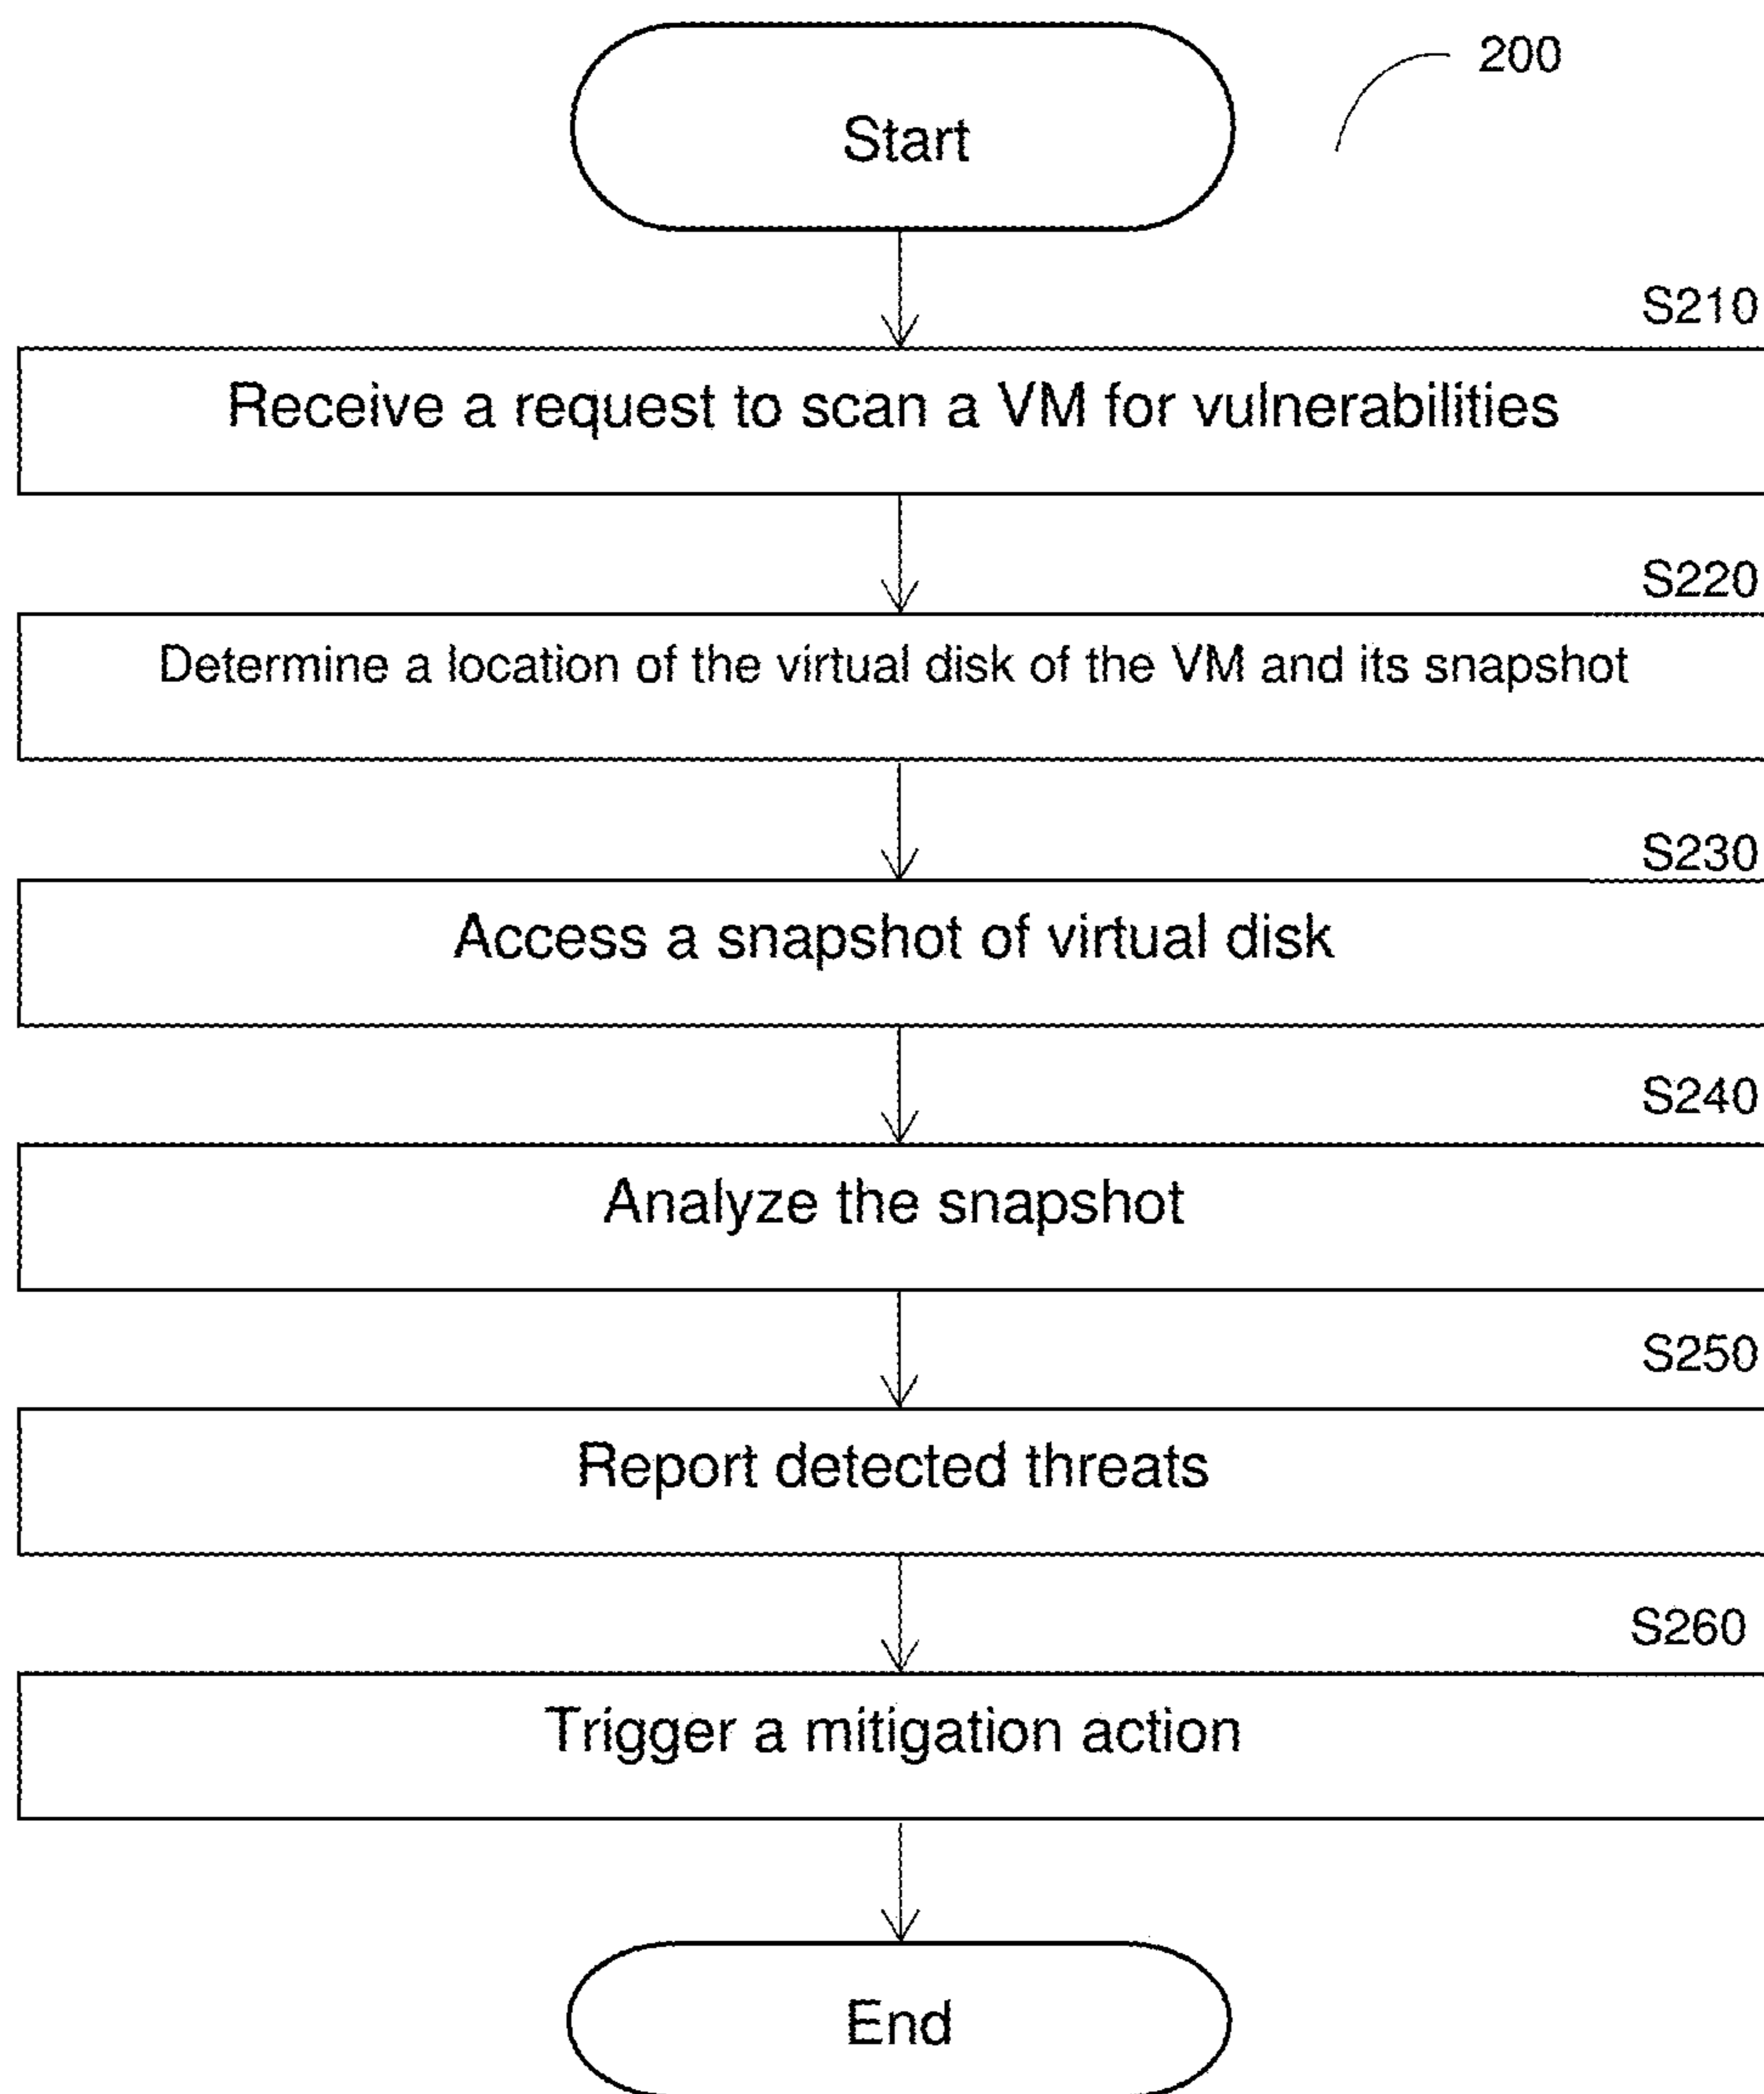 200
Start
S210
Receive a request to scan a VM for vulnerabilities
S220
Determine a location of the virtual disk of the VM and its snapshot
S230
Access a snapshot of virtual disk
S240
Analyze the snapshot
S250
Report detected threats
S260
Trigger a mitigation action
End